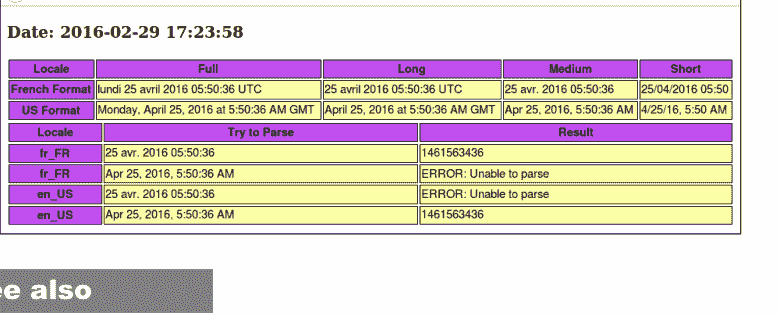 Date: 2016-02-29 17:23:58
Locale Full Long Medium Short
French Format lundi 25 avril 2016 05:50:36 UTC 25 avril 2016 05:50:36 UTC 25 avr. 2016 05:50:36 25/04/2016 05:50
US Format Monday, April 25, 2016 at 5:50:36 AM GMT April 25, 2016 at 5:50:36 AM GMT Apr 25, 2016, 5:50:36 AM 4/25/16, 5:50 AM
Locale Try to Parse Result
fr_FR 25 avr. 2016 05:50:36 1461563436
fr_FR Apr 25, 2016, 5:50:36 AM ERROR: Unable to parse
en_US 25 avr. 2016 05:50:36 ERROR: Unable to parse
en_US Apr 25, 2016, 5:50:36 AM 1461563436
ee also